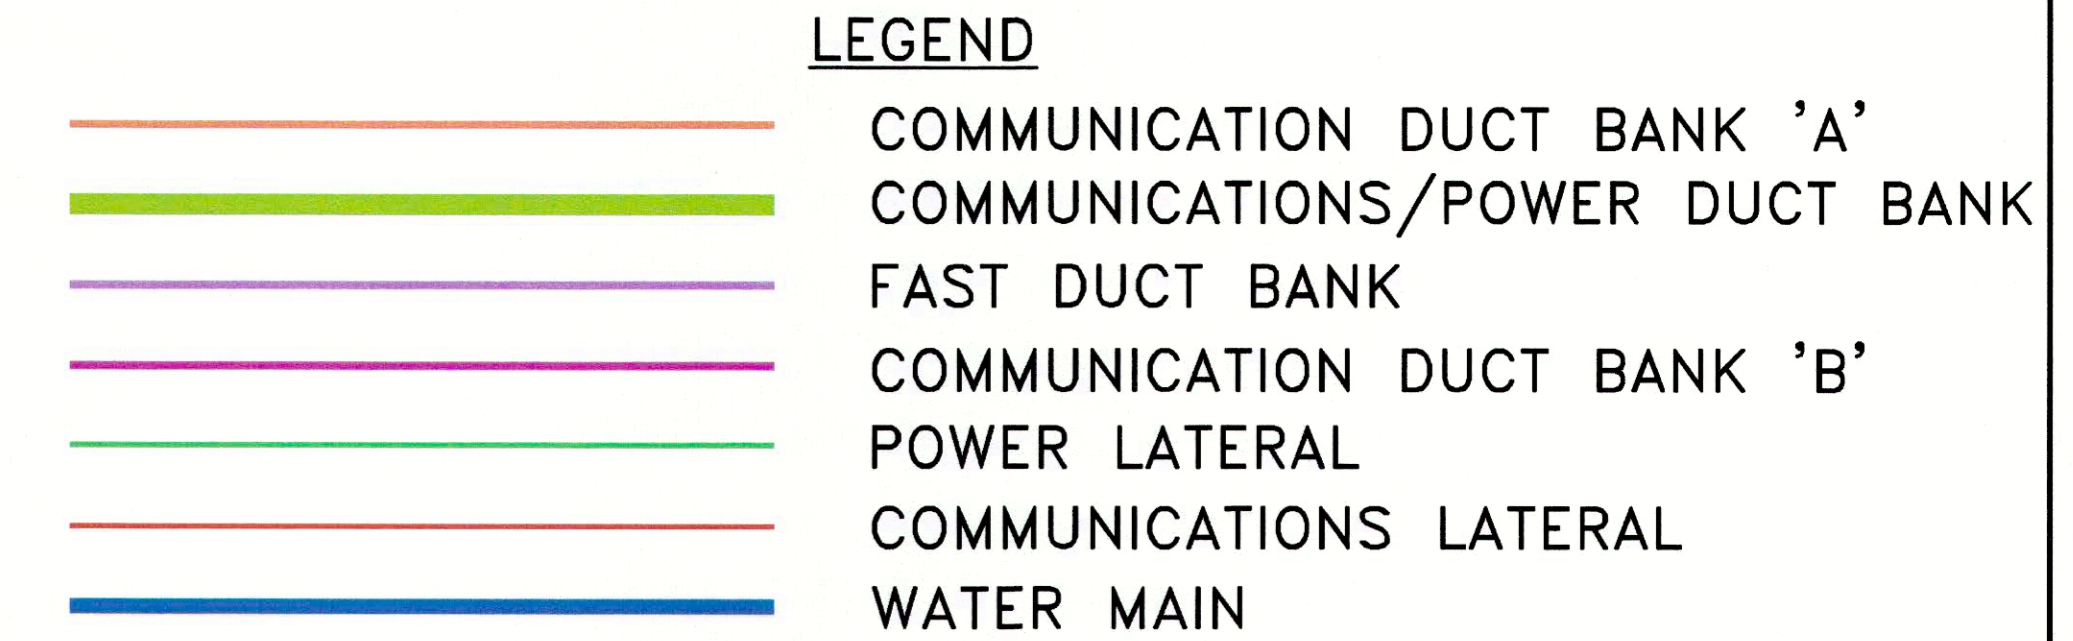 LEGEND
COMMUNICATION DUCT BANK 'A'
COMMUNICATIONS/POWER DUCT BANK
FAST DUCT BANK
COMMUNICATION DUCT BANK 'B'
POWER LATERAL
COMMUNICATIONS LATERAL
WATER MAIN